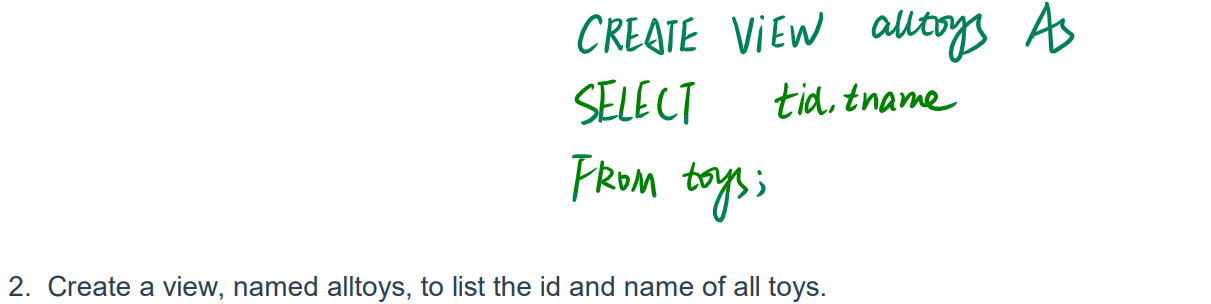 CREATE VIEW alltoys As
SELECT tid, tname
FROM toys;
2. Create a view, named alltoys, to list the id and name of all toys.